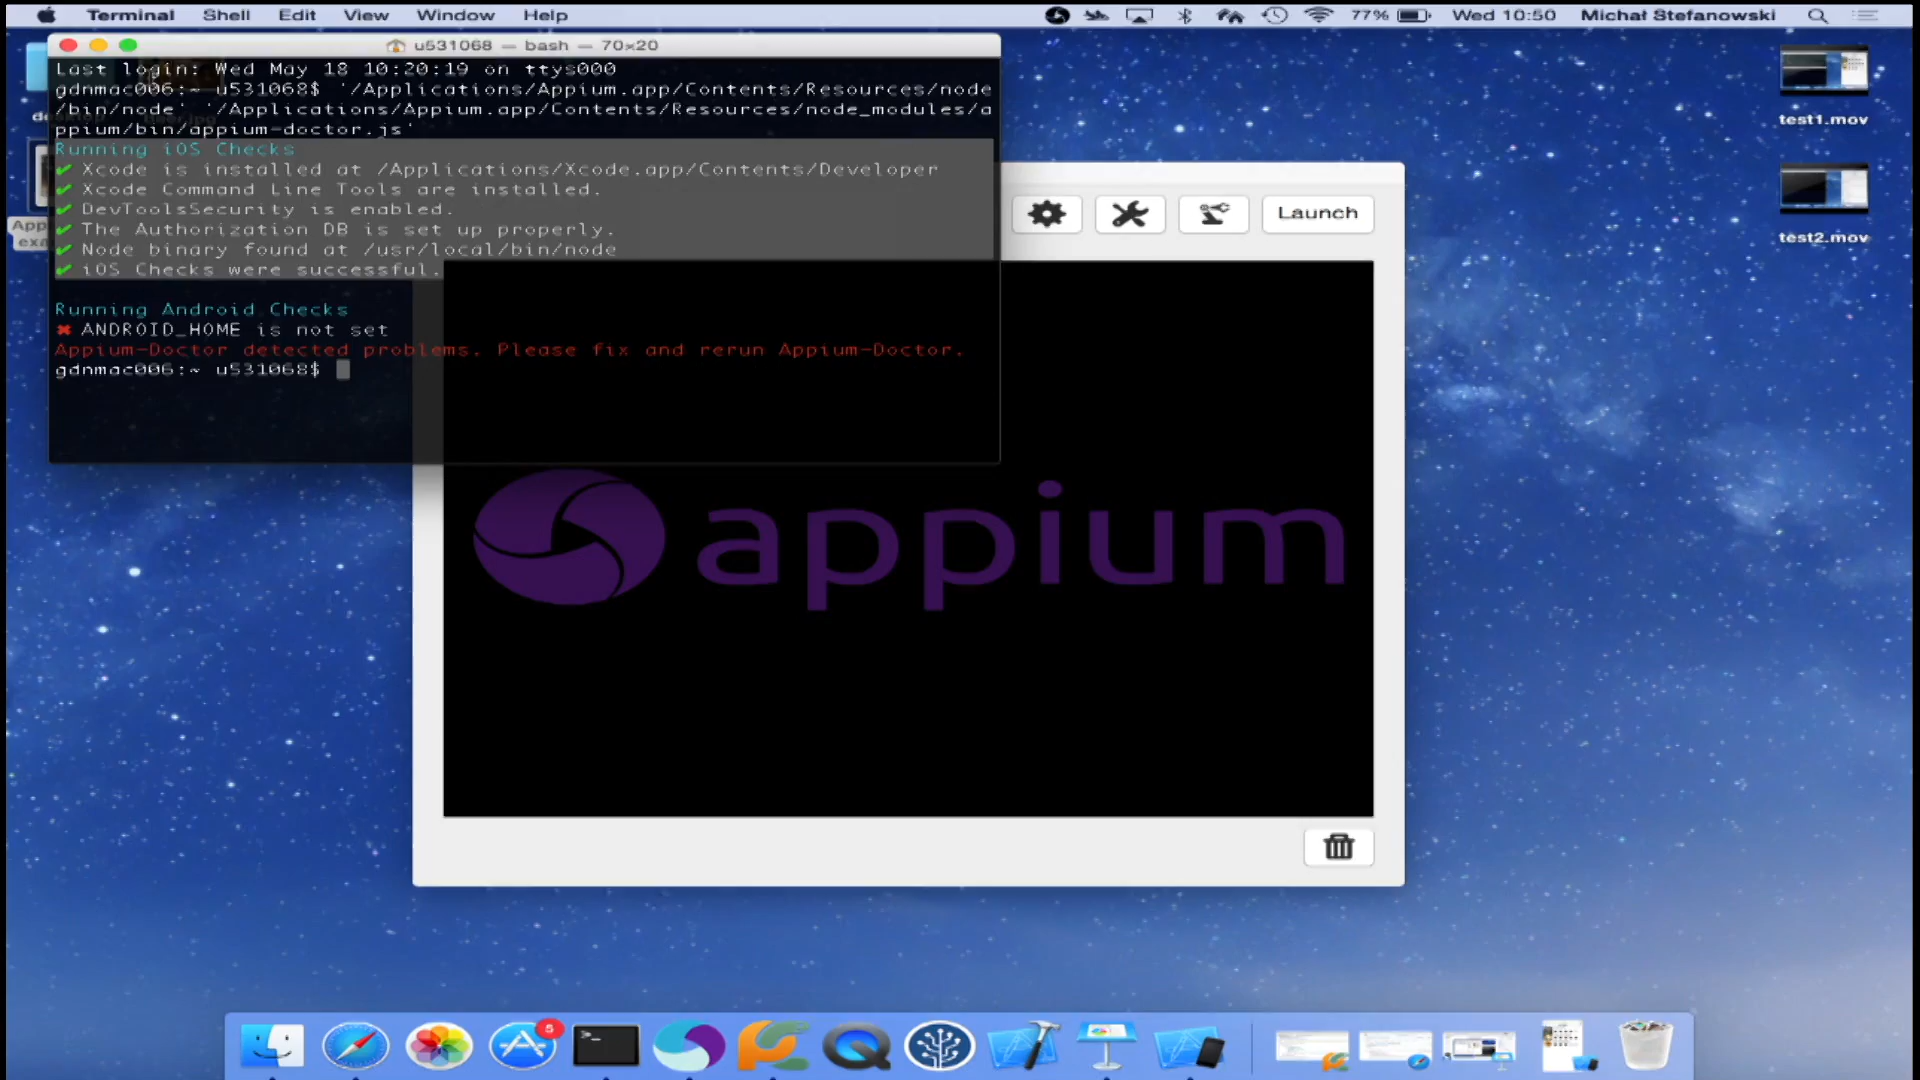 Terminal Shell Edit View Window Help 77% Wed 10:50 Michał Stefanowski
u531068 — bash — 70×20
Last login: Wed May 18 10:20:19 on ttys000
gdnmac006:~ u531068$ '/Applications/Appium.app/Contents/Resources/node
/bin/node' '/Applications/Appium.app/Contents/Resources/node_modules/a
ppium/bin/appium-doctor.js'
Running iOS Checks
✔ Xcode is installed at /Applications/Xcode.app/Contents/Developer
✔ Xcode Command Line Tools are installed.
✔ DevToolsSecurity is enabled.
✔ The Authorization DB is set up properly.
✔ Node binary found at /usr/local/bin/node
✔ iOS Checks were successful.
Running Android Checks
✖ ANDROID_HOME is not set
Appium-Doctor detected problems. Please fix and rerun Appium-Doctor.
gdnmac006:~ u531068$
Launch
appium
test1.mov
test2.mov
5